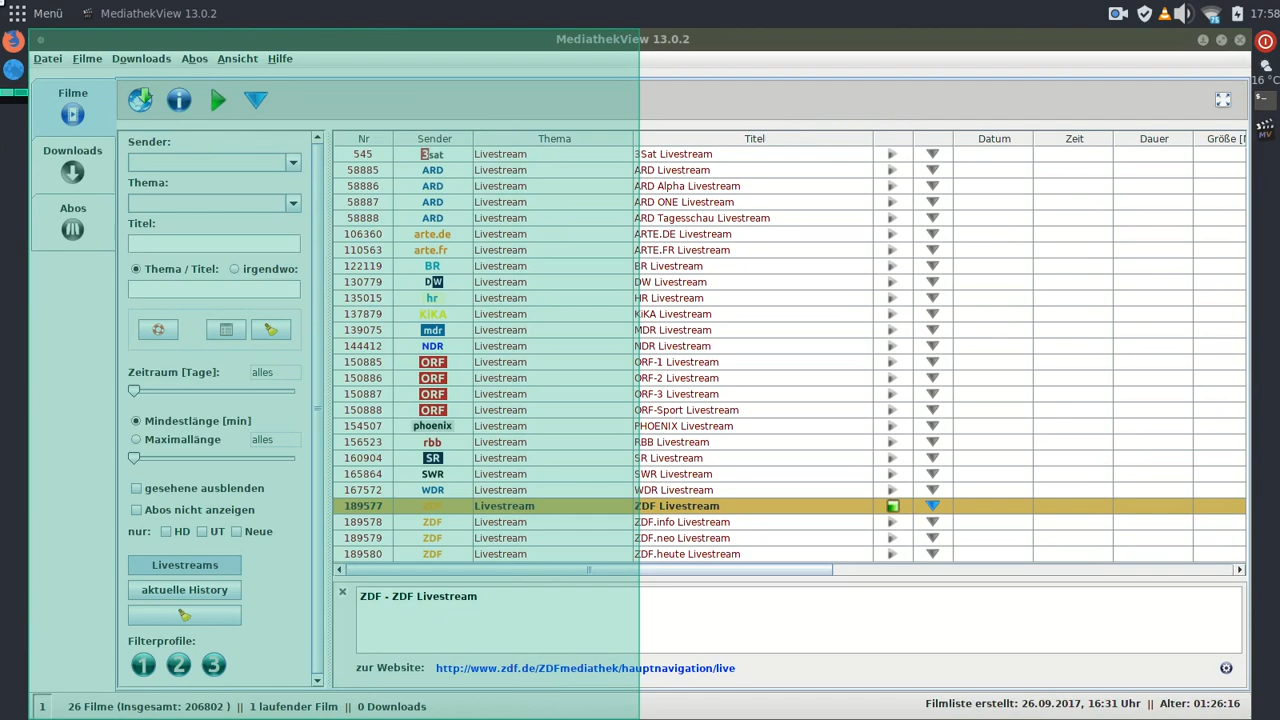 Menü MediathekView 13.0.2 75 17:58
MediathekView 13.0.2
Datei Filme Downloads Abos Ansicht Hilfe
16 °C
Filme
Downloads
Abos
Sender:
Thema:
Titel:
Thema / Titel: irgendwo:
Zeitraum [Tage]: alles
Mindestlänge [min]
Maximallänge alles
gesehene ausblenden
Abos nicht anzeigen
nur: HD UT Neue
Livestreams
aktuelle History
Filterprofile:
1 2 3
Nr Sender Thema Titel Datum Zeit Dauer Größe [
545 3sat Livestream 3Sat Livestream
58885 ARD Livestream ARD Livestream
58886 ARD Livestream ARD Alpha Livestream
58887 ARD Livestream ARD ONE Livestream
58888 ARD Livestream ARD Tagesschau Livestream
106360 arte.de Livestream ARTE.DE Livestream
110563 arte.fr Livestream ARTE.FR Livestream
122119 BR Livestream BR Livestream
130779 DW Livestream DW Livestream
135015 hr Livestream HR Livestream
137879 KiKA Livestream KiKA Livestream
139075 mdr Livestream MDR Livestream
144412 NDR Livestream NDR Livestream
150885 ORF Livestream ORF-1 Livestream
150886 ORF Livestream ORF-2 Livestream
150887 ORF Livestream ORF-3 Livestream
150888 ORF Livestream ORF-Sport Livestream
154507 phoenix Livestream PHOENIX Livestream
156523 rbb Livestream RBB Livestream
160904 SR Livestream SR Livestream
165864 SWR Livestream SWR Livestream
167572 WDR Livestream WDR Livestream
189577 ZDF Livestream ZDF Livestream
189578 ZDF Livestream ZDF.info Livestream
189579 ZDF Livestream ZDF.neo Livestream
189580 ZDF Livestream ZDF.heute Livestream
ZDF - ZDF Livestream
zur Website: http://www.zdf.de/ZDFmediathek/hauptnavigation/live
1 26 Filme (Insgesamt: 206802 ) || 1 laufender Film || 0 Downloads Filmliste erstellt: 26.09.2017, 16:31 Uhr || Alter: 01:26:16